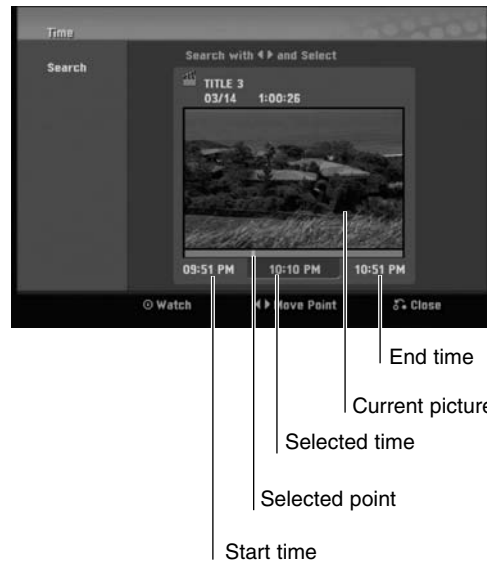 Time
Search
Search with ◀ ▶ and Select
TITLE 3
03/14 1:00:26
09:51 PM 10:10 PM 10:51 PM
Watch ◀ ▶ Move Point Close
End time
Current picture
Selected time
Selected point
Start time